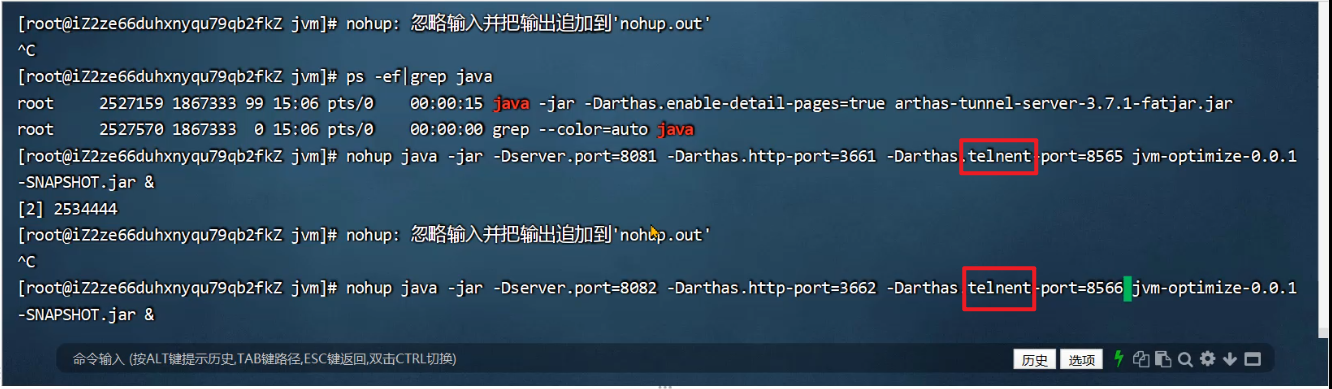 [root@iZ2ze66duhxnyqu79qb2fkZ jvm]# nohup: 忽略输入并把输出追加到'nohup.out'
^C
[root@iZ2ze66duhxnyqu79qb2fkZ jvm]# ps -ef|grep java
root     2527159 1867333 99 15:06 pts/0    00:00:15 java -jar -Darthas.enable-detail-pages=true arthas-tunnel-server-3.7.1-fatjar.jar
root     2527570 1867333  0 15:06 pts/0    00:00:00 grep --color=auto java
[root@iZ2ze66duhxnyqu79qb2fkZ jvm]# nohup java -jar -Dserver.port=8081 -Darthas.http-port=3661 -Darthas.telnent-port=8565 jvm-optimize-0.0.1
-SNAPSHOT.jar &
[2] 2534444
[root@iZ2ze66duhxnyqu79qb2fkZ jvm]# nohup: 忽略输入并把输出追加到'nohup.out'
^C
[root@iZ2ze66duhxnyqu79qb2fkZ jvm]# nohup java -jar -Dserver.port=8082 -Darthas.http-port=3662 -Darthas.telnent-port=8566 jvm-optimize-0.0.1
-SNAPSHOT.jar &
命令输入 (按ALT键提示历史,TAB键路径,ESC键返回,双击CTRL切换)
历史 选项